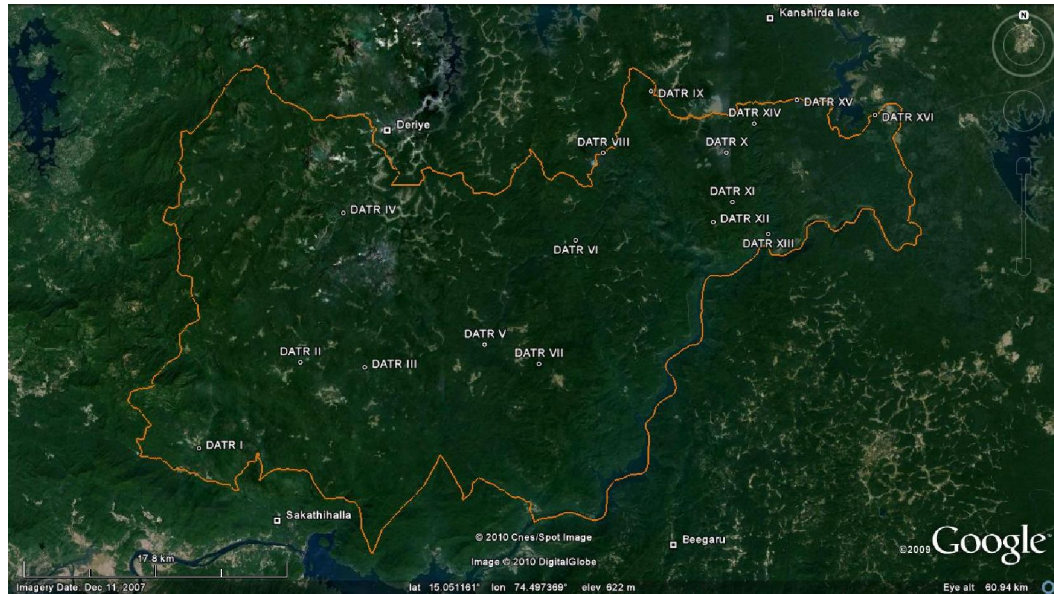 Kanshirda lake
N
DATR IX
DATR XV
DATR XIV
DATR XVI
Deriye
DATR VIII
DATR X
DATR XI
DATR IV
DATR XII
DATR VI
DATR XIII
DATR V
DATR II
DATR VII
DATR III
DATR I
Sakathihalla
© 2010 Cnes/Spot Image
Beegaru
©2009 Google™
17.8 km
Image © 2010 DigitalGlobe
Imagery Date: Dec 11, 2007
lat 15.051161° lon 74.497369° elev 622 m
Eye alt 60.94 km